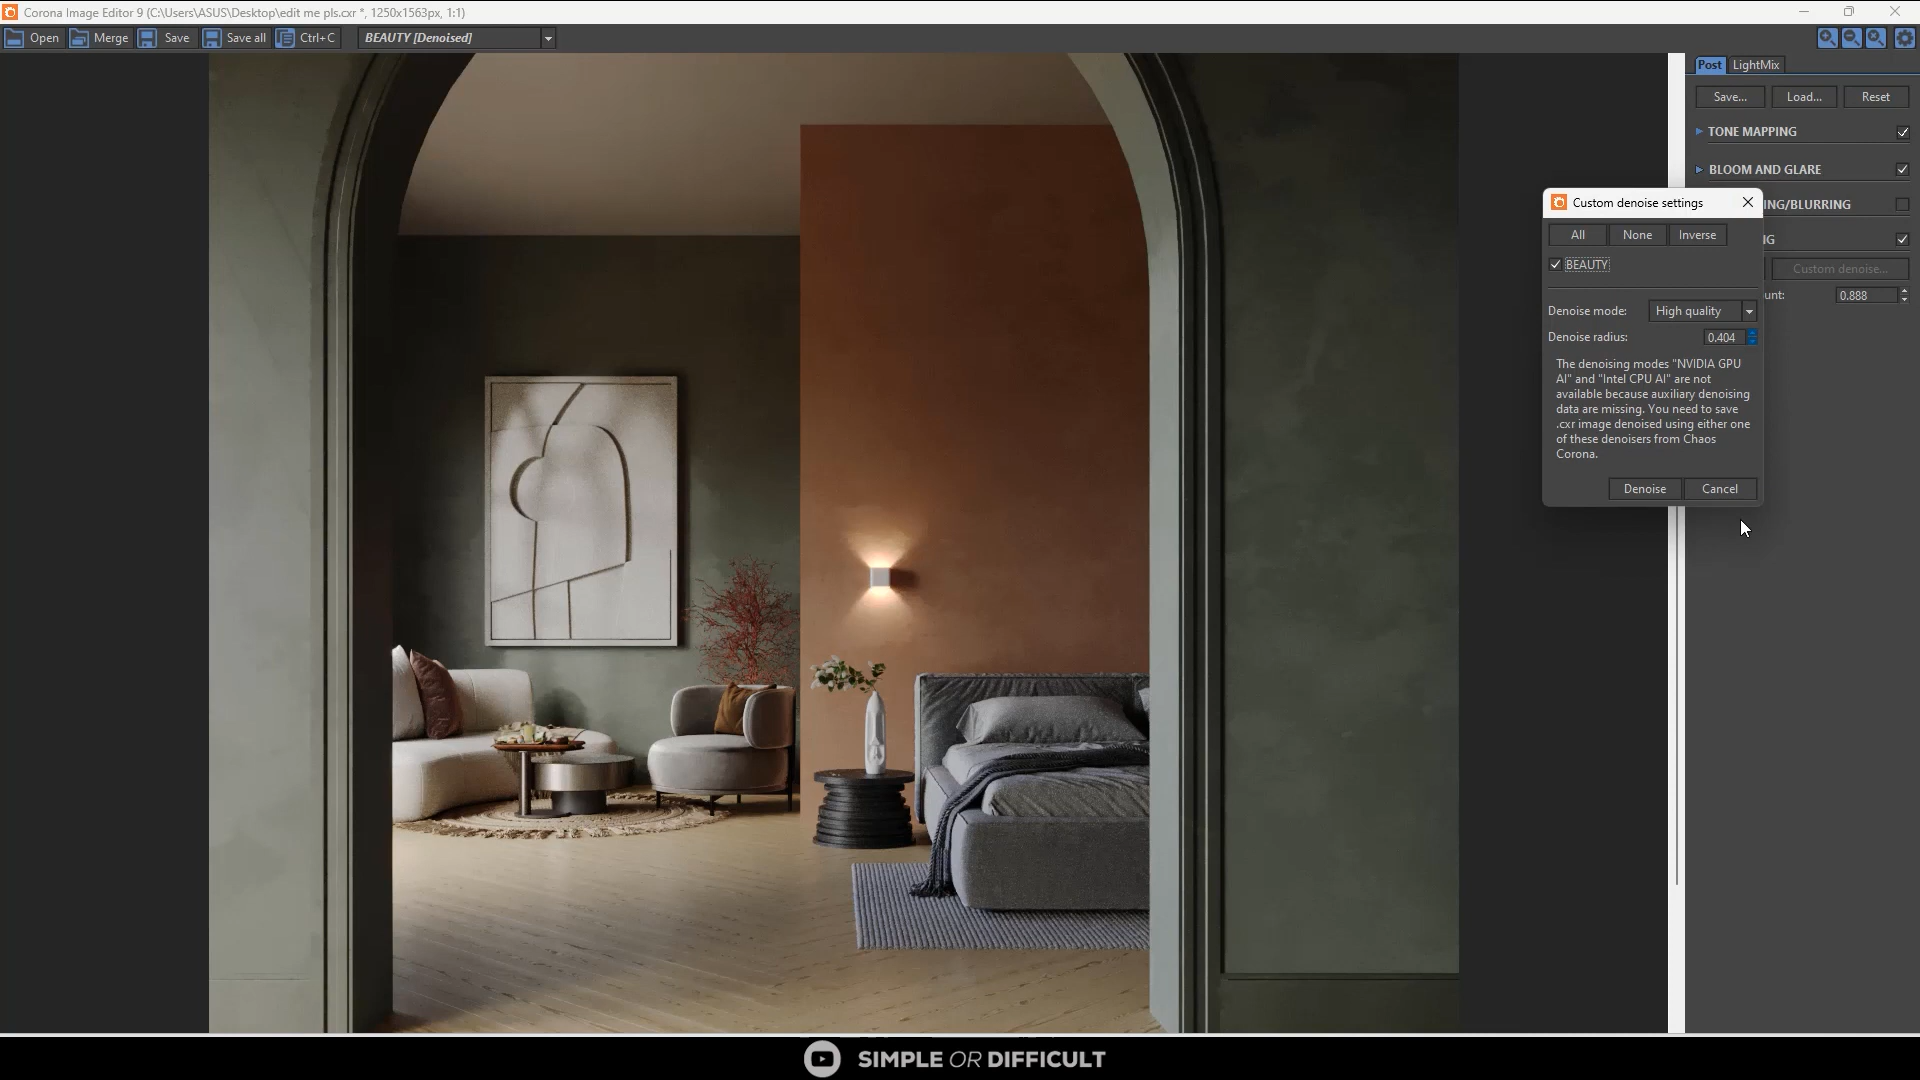 Corona Image Editor 9 (C:\Users\ASUS\Desktop\edit me pls.cxr *, 1250x1563px, 1:1)
Open Merge Save Save all Ctrl+C BEAUTY [Denoised]
Post LightMix
Save... Load... Reset
TONE MAPPING
BLOOM AND GLARE
Custom denoise settings
ING/BLURRING
All None Inverse
IG
BEAUTY
Custom denoise...
unt: 0.888
Denoise mode: High quality
Denoise radius: 0.404
The denoising modes "NVIDIA GPU
AI" and "Intel CPU AI" are not
available because auxiliary denoising
data are missing. You need to save
.cxr image denoised using either one
of these denoisers from Chaos
Corona.
Denoise Cancel
SIMPLE OR DIFFICULT